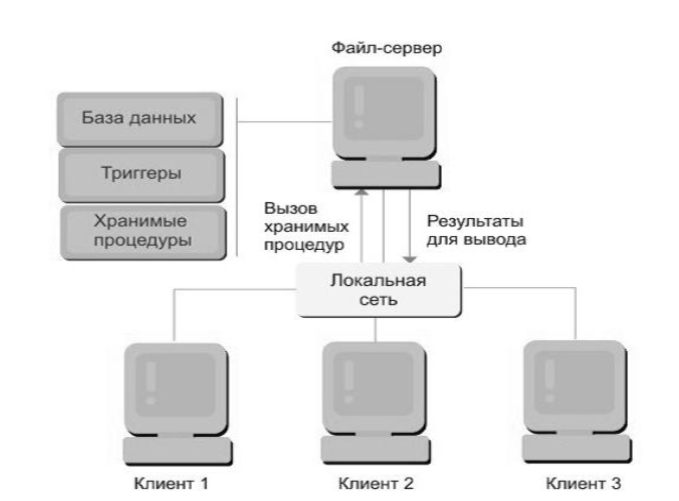 Файл-сервер
База данных
Триггеры
Хранимые
процедуры
Вызов
хранимых
процедур
Результаты
для вывода
Локальная
сеть
Клиент 1
Клиент 2
Клиент 3